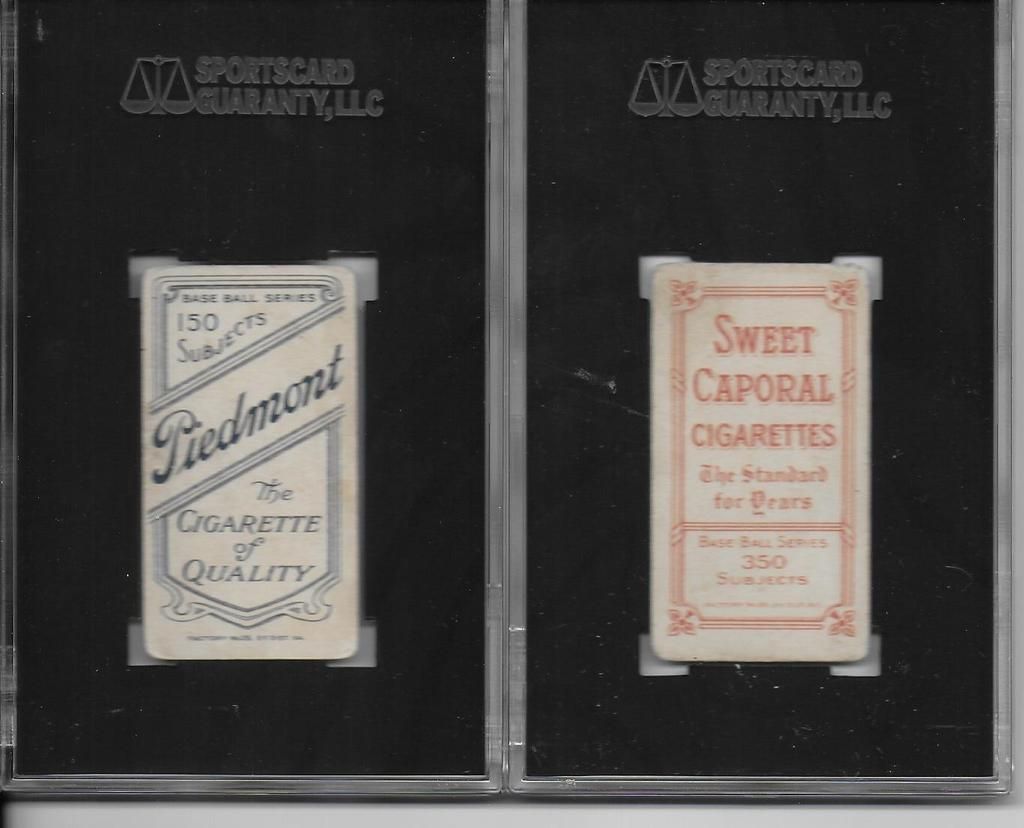 SPORTSCARD
GUARANTY, LLC
BASE BALL SERIES
150
SUBJECTS
Piedmont
The
CIGARETTE
of
QUALITY
SPORTSCARD
GUARANTY, LLC
SWEET
CAPORAL
CIGARETTES
The Standard
for Years
BASE BALL SERIES
350
SUBJECTS